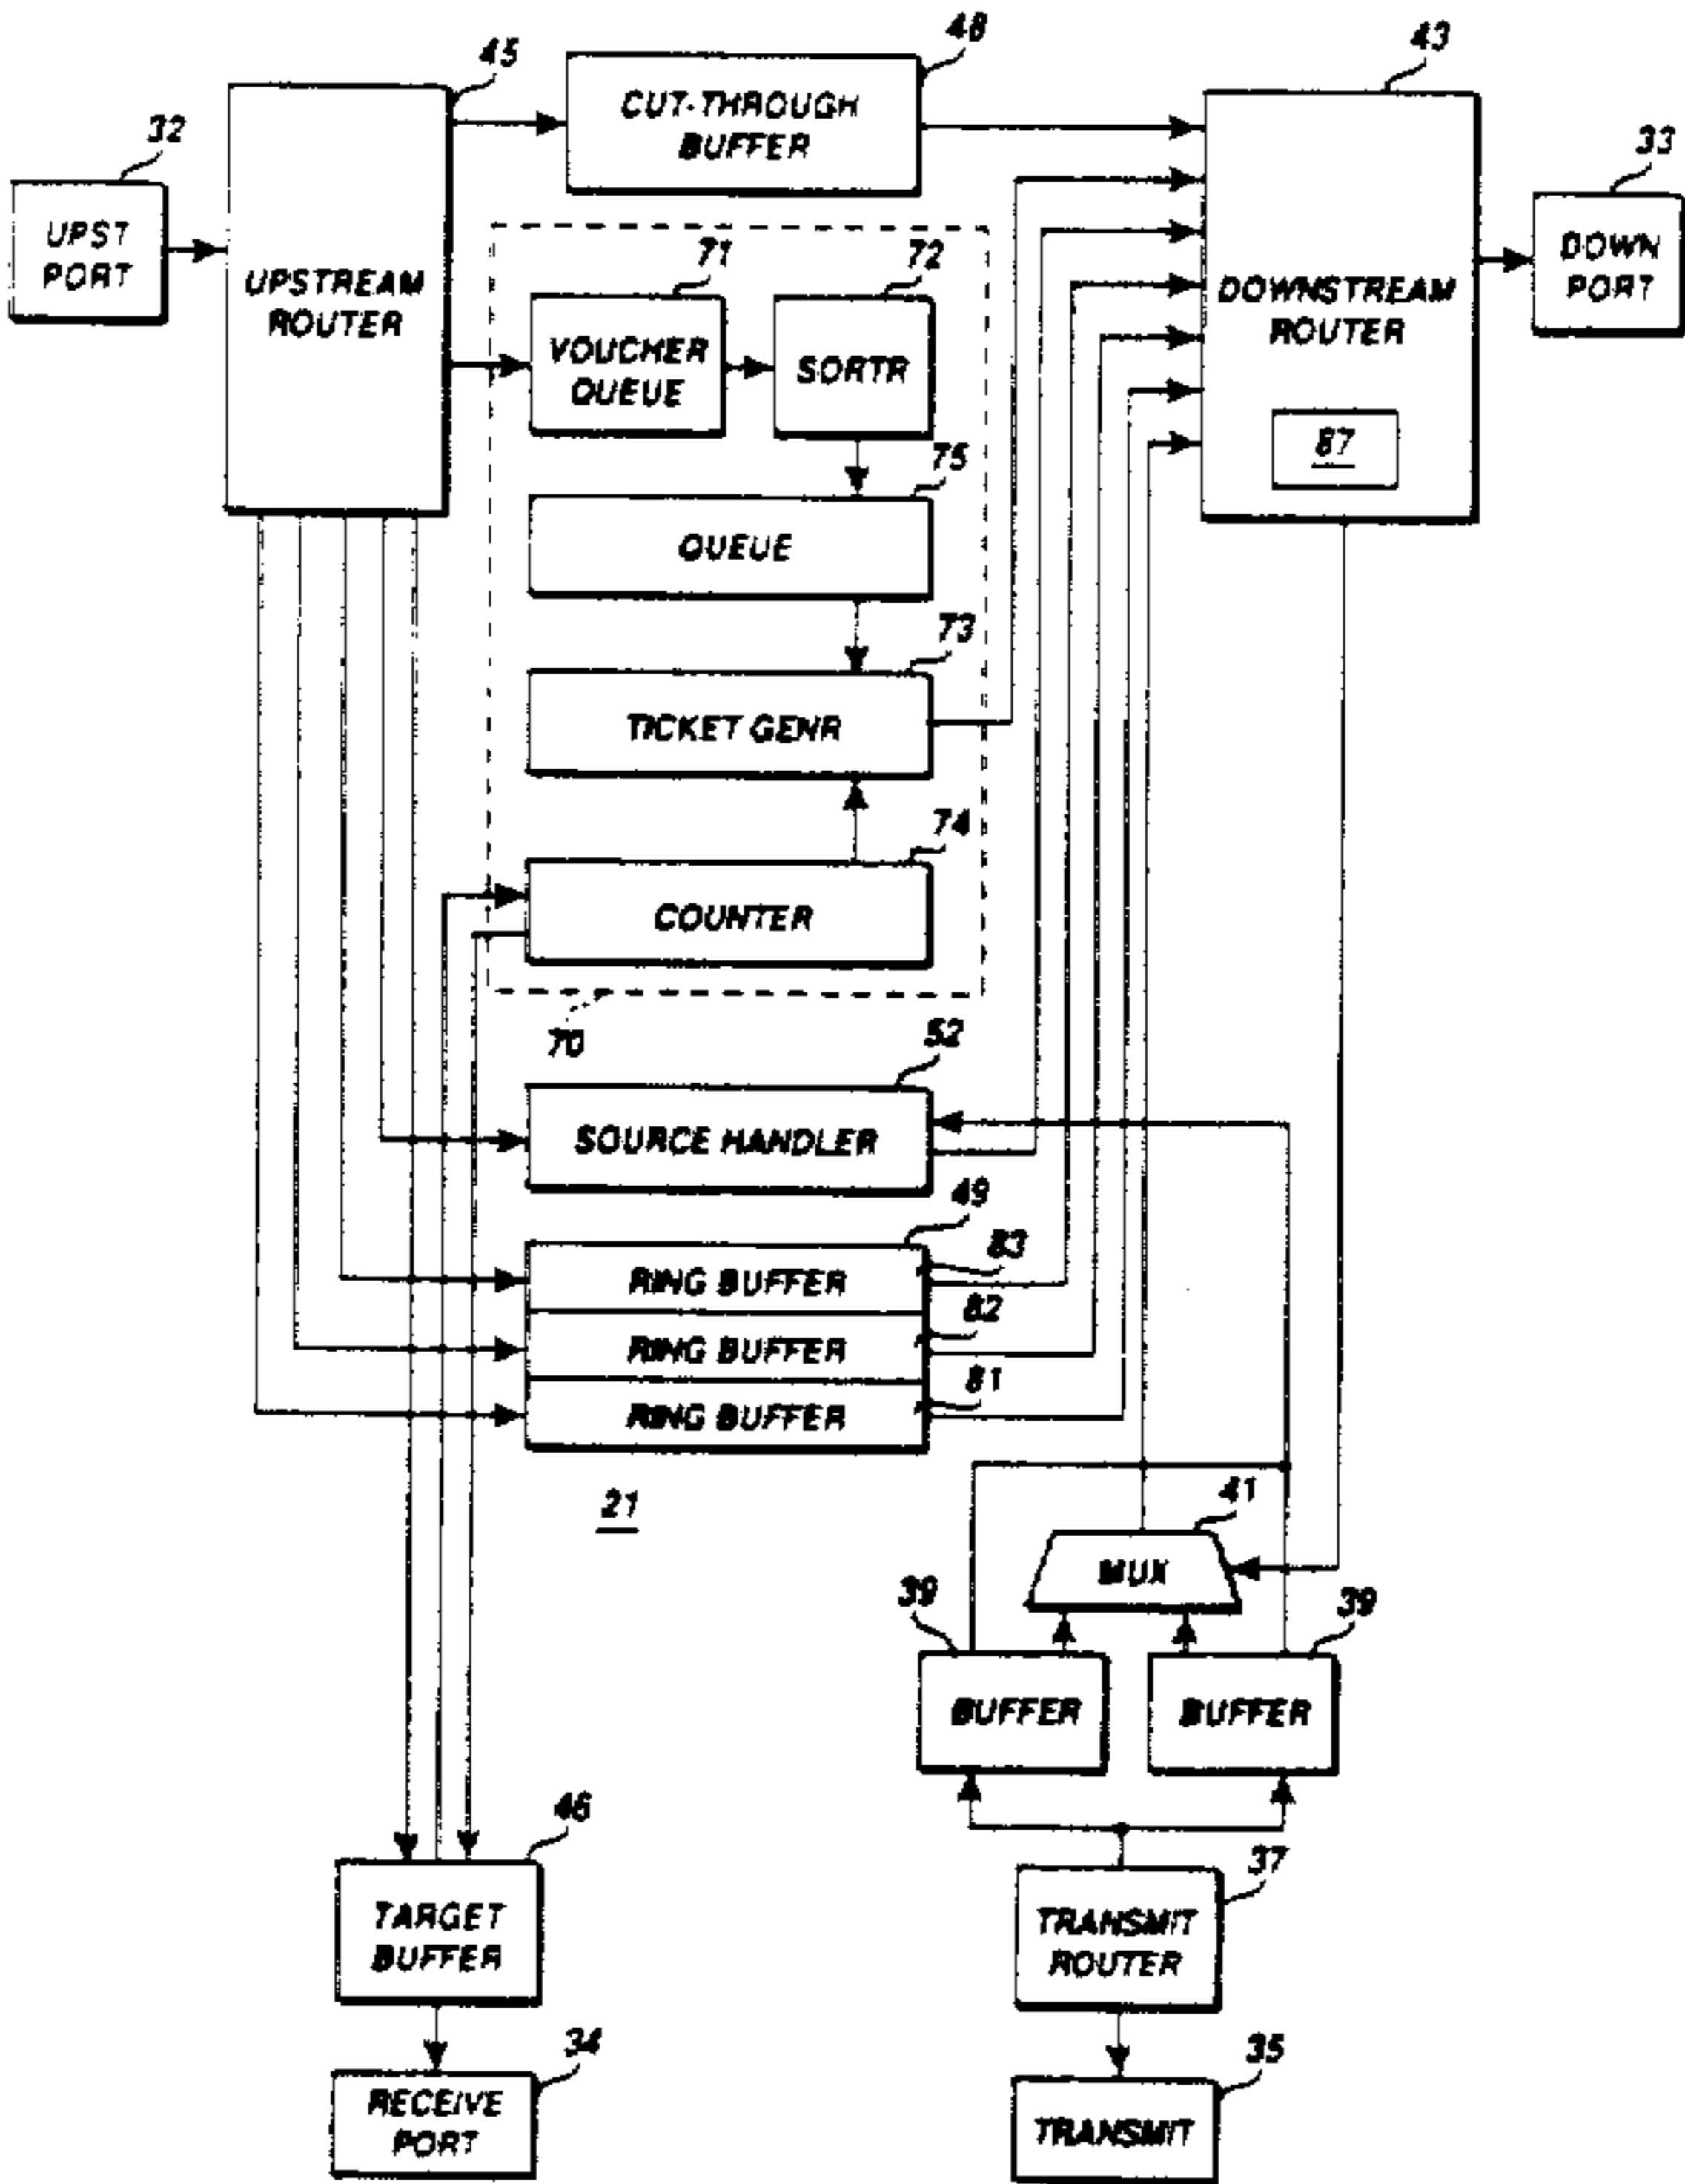 45
48
43
32
33
CUT-THROUGH
BUFFER
UPST
PORT
UPSTREAM
ROUTER
DOWNSTREAM
ROUTER
DOWN
PORT
71
72
VOUCHER
QUEUE
SORTR
87
75
QUEUE
73
TICKET GENR
74
COUNTER
70
52
SOURCE HANDLER
49
83
RING BUFFER
82
RING BUFFER
81
RING BUFFER
21
41
MUX
39
39
BUFFER
BUFFER
46
37
TARGET
BUFFER
TRANSMIT
ROUTER
34
35
RECEIVE
PORT
TRANSMIT